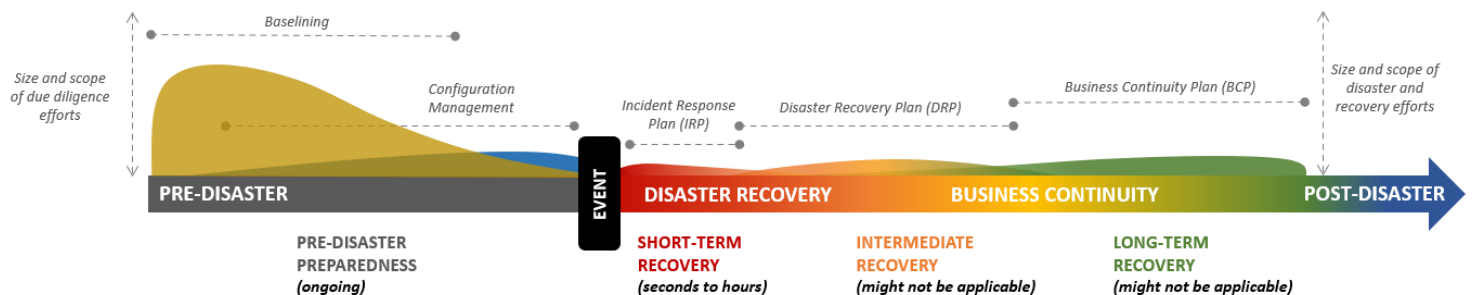 Baselining
Size and scope
of due diligence
efforts
Configuration
Management
Incident Response
Plan (IRP)
Disaster Recovery Plan (DRP)
Business Continuity Plan (BCP)
Size and scope of
disaster and
recovery efforts
PRE-DISASTER
EVENT
DISASTER RECOVERY
BUSINESS CONTINUITY
POST-DISASTER
PRE-DISASTER
PREPAREDNESS
(ongoing)
SHORT-TERM
RECOVERY
(seconds to hours)
INTERMEDIATE
RECOVERY
(might not be applicable)
LONG-TERM
RECOVERY
(might not be applicable)